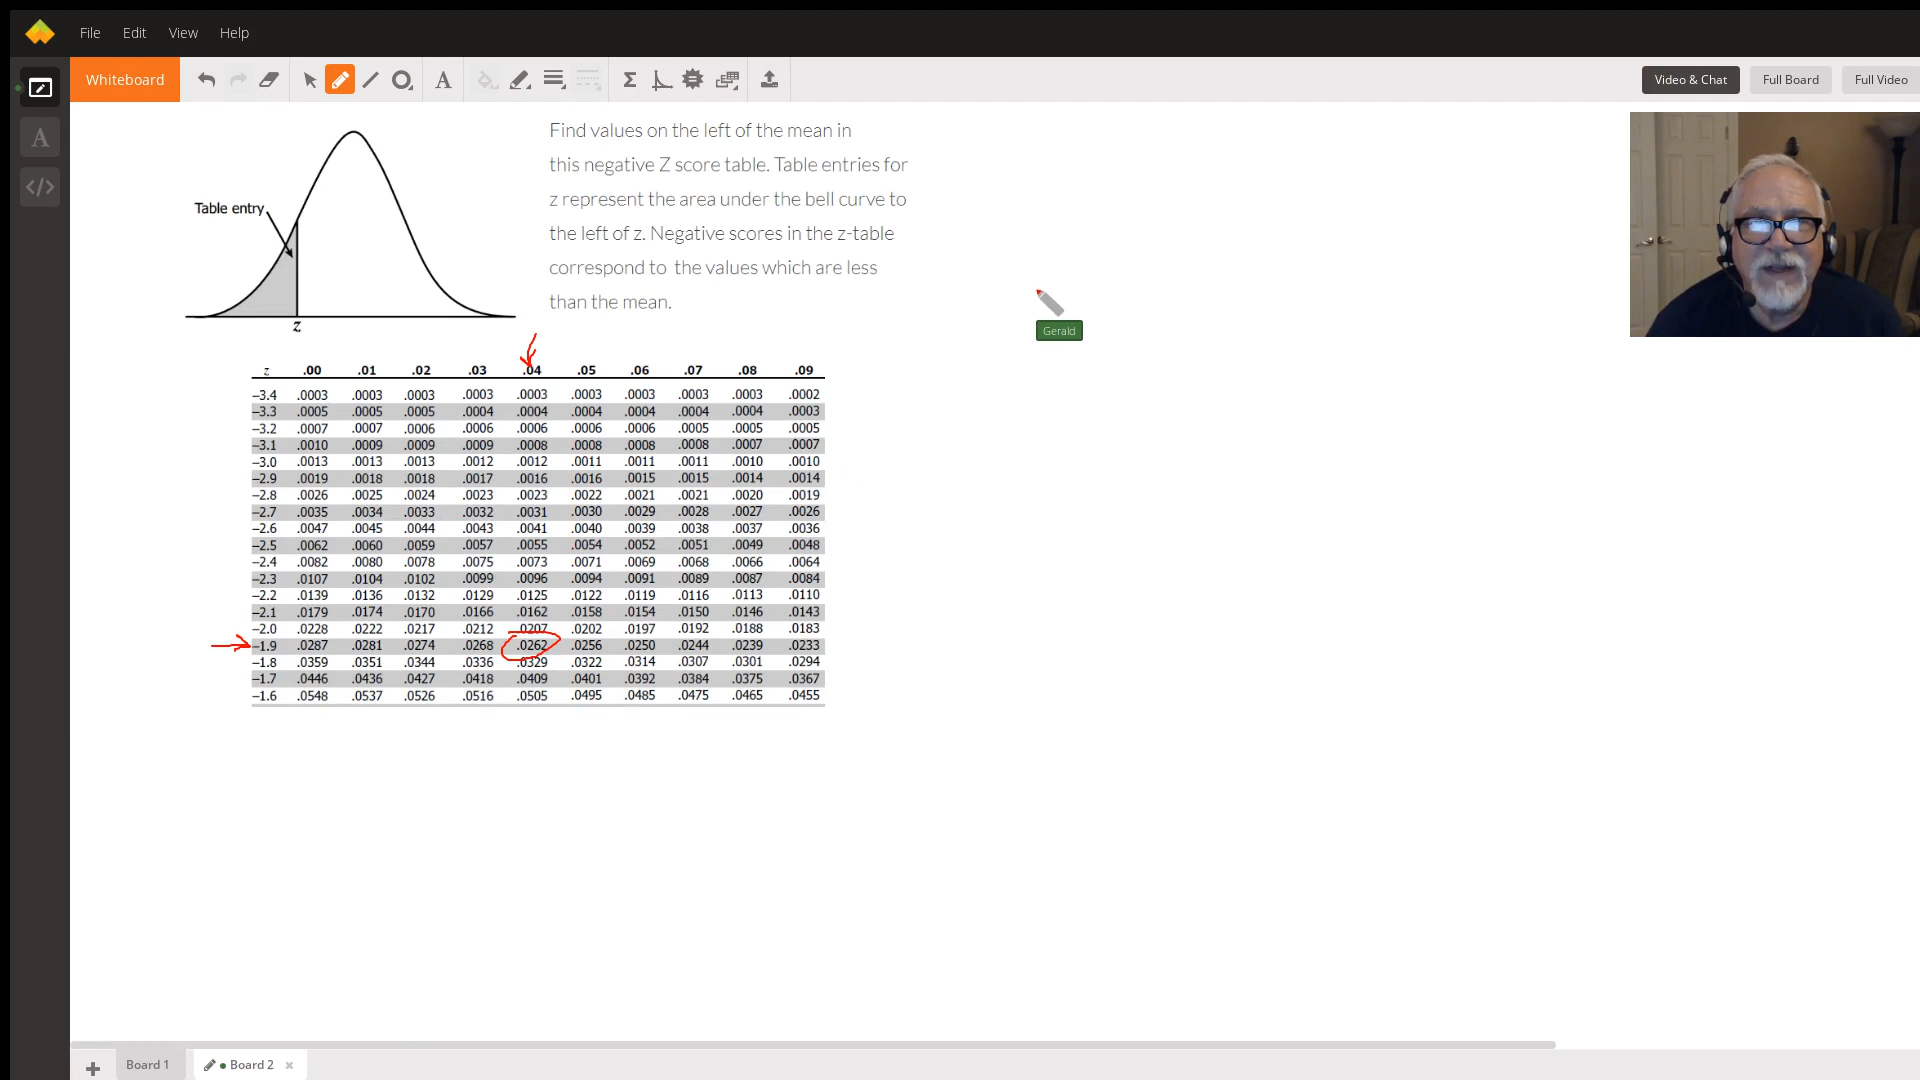 File Edit View Help
Whiteboard A Σ Video & Chat Full Board Full Video
A
</>
Find values on the left of the mean in
this negative Z score table. Table entries for
z represent the area under the bell curve to
the left of z. Negative scores in the z-table
correspond to the values which are less
than the mean.
Table entry
z
Gerald
z .00 .01 .02 .03 .04 .05 .06 .07 .08 .09
−3.4 .0003 .0003 .0003 .0003 .0003 .0003 .0003 .0003 .0003 .0002
−3.3 .0005 .0005 .0005 .0004 .0004 .0004 .0004 .0004 .0004 .0003
−3.2 .0007 .0007 .0006 .0006 .0006 .0006 .0006 .0005 .0005 .0005
−3.1 .0010 .0009 .0009 .0009 .0008 .0008 .0008 .0008 .0007 .0007
−3.0 .0013 .0013 .0013 .0012 .0012 .0011 .0011 .0011 .0010 .0010
−2.9 .0019 .0018 .0018 .0017 .0016 .0016 .0015 .0015 .0014 .0014
−2.8 .0026 .0025 .0024 .0023 .0023 .0022 .0021 .0021 .0020 .0019
−2.7 .0035 .0034 .0033 .0032 .0031 .0030 .0029 .0028 .0027 .0026
−2.6 .0047 .0045 .0044 .0043 .0041 .0040 .0039 .0038 .0037 .0036
−2.5 .0062 .0060 .0059 .0057 .0055 .0054 .0052 .0051 .0049 .0048
−2.4 .0082 .0080 .0078 .0075 .0073 .0071 .0069 .0068 .0066 .0064
−2.3 .0107 .0104 .0102 .0099 .0096 .0094 .0091 .0089 .0087 .0084
−2.2 .0139 .0136 .0132 .0129 .0125 .0122 .0119 .0116 .0113 .0110
−2.1 .0179 .0174 .0170 .0166 .0162 .0158 .0154 .0150 .0146 .0143
−2.0 .0228 .0222 .0217 .0212 .0207 .0202 .0197 .0192 .0188 .0183
−1.9 .0287 .0281 .0274 .0268 .0262 .0256 .0250 .0244 .0239 .0233
−1.8 .0359 .0351 .0344 .0336 .0329 .0322 .0314 .0307 .0301 .0294
−1.7 .0446 .0436 .0427 .0418 .0409 .0401 .0392 .0384 .0375 .0367
−1.6 .0548 .0537 .0526 .0516 .0505 .0495 .0485 .0475 .0465 .0455
Board 1 Board 2